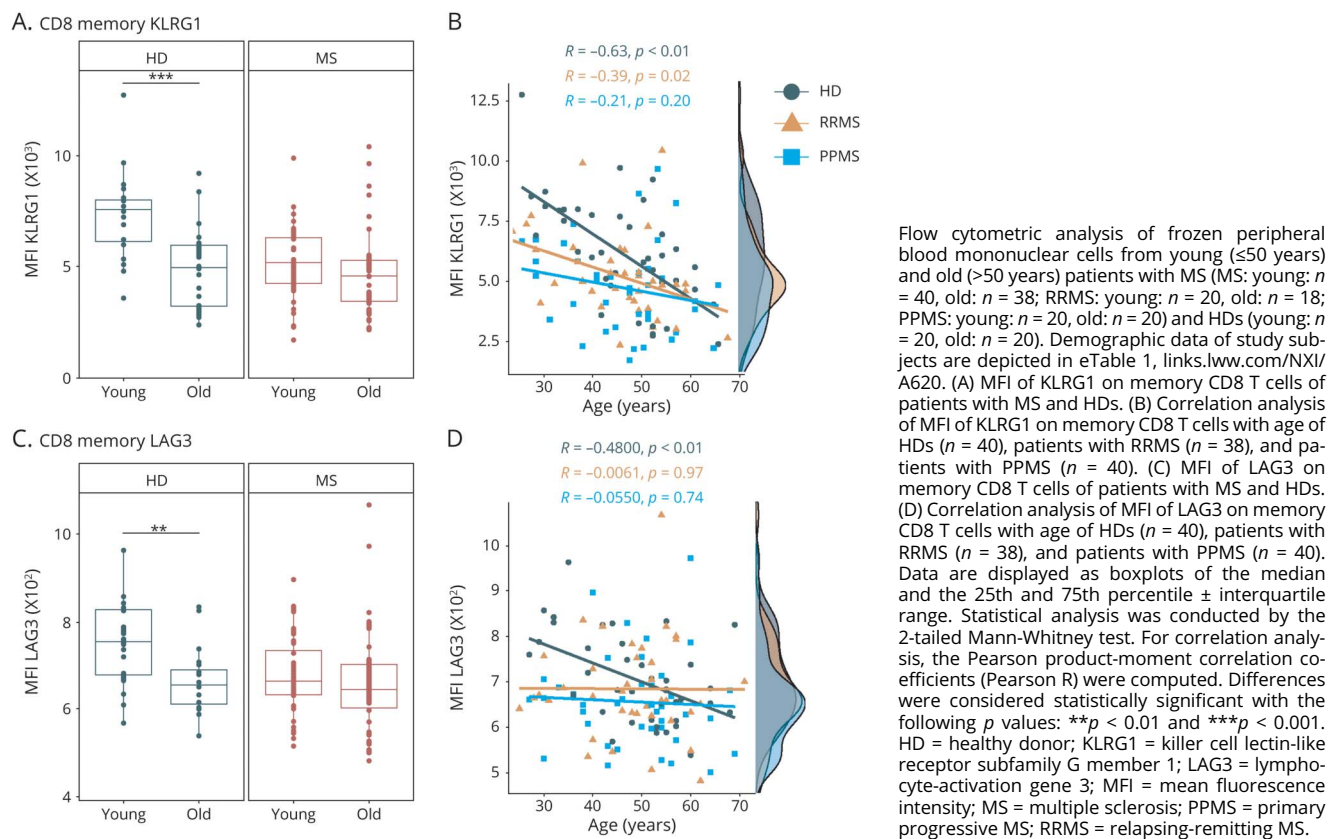 A. CD8 memory KLRG1
HD
MS
***
MFI KLRG1 (X10³)
10
5
0
Young
Old
Young
Old
B
R = –0.63, p < 0.01
R = –0.39, p = 0.02
R = –0.21, p = 0.20
HD
RRMS
PPMS
MFI KLRG1 (X10³)
12.5
10.0
7.5
5.0
2.5
30
40
50
60
70
Age (years)
C. CD8 memory LAG3
HD
MS
**
MFI LAG3 (X10²)
10
8
6
4
Young
Old
Young
Old
D
R = –0.4800, p < 0.01
R = –0.0061, p = 0.97
R = –0.0550, p = 0.74
MFI LAG3 (X10²)
10
9
8
7
6
5
30
40
50
60
70
Age (years)
Flow cytometric analysis of frozen peripheral
blood mononuclear cells from young (≤50 years)
and old (>50 years) patients with MS (MS: young: n
= 40, old: n = 38; RRMS: young: n = 20, old: n = 18;
PPMS: young: n = 20, old: n = 20) and HDs (young: n
= 20, old: n = 20). Demographic data of study sub-
jects are depicted in eTable 1, links.lww.com/NXI/
A620. (A) MFI of KLRG1 on memory CD8 T cells of
patients with MS and HDs. (B) Correlation analysis
of MFI of KLRG1 on memory CD8 T cells with age of
HDs (n = 40), patients with RRMS (n = 38), and pa-
tients with PPMS (n = 40). (C) MFI of LAG3 on
memory CD8 T cells of patients with MS and HDs.
(D) Correlation analysis of MFI of LAG3 on memory
CD8 T cells with age of HDs (n = 40), patients with
RRMS (n = 38), and patients with PPMS (n = 40).
Data are displayed as boxplots of the median
and the 25th and 75th percentile ± interquartile
range. Statistical analysis was conducted by the
2-tailed Mann-Whitney test. For correlation analy-
sis, the Pearson product-moment correlation co-
efficients (Pearson R) were computed. Differences
were considered statistically significant with the
following p values: **p < 0.01 and ***p < 0.001.
HD = healthy donor; KLRG1 = killer cell lectin-like
receptor subfamily G member 1; LAG3 = lympho-
cyte-activation gene 3; MFI = mean fluorescence
intensity; MS = multiple sclerosis; PPMS = primary
progressive MS; RRMS = relapsing-remitting MS.